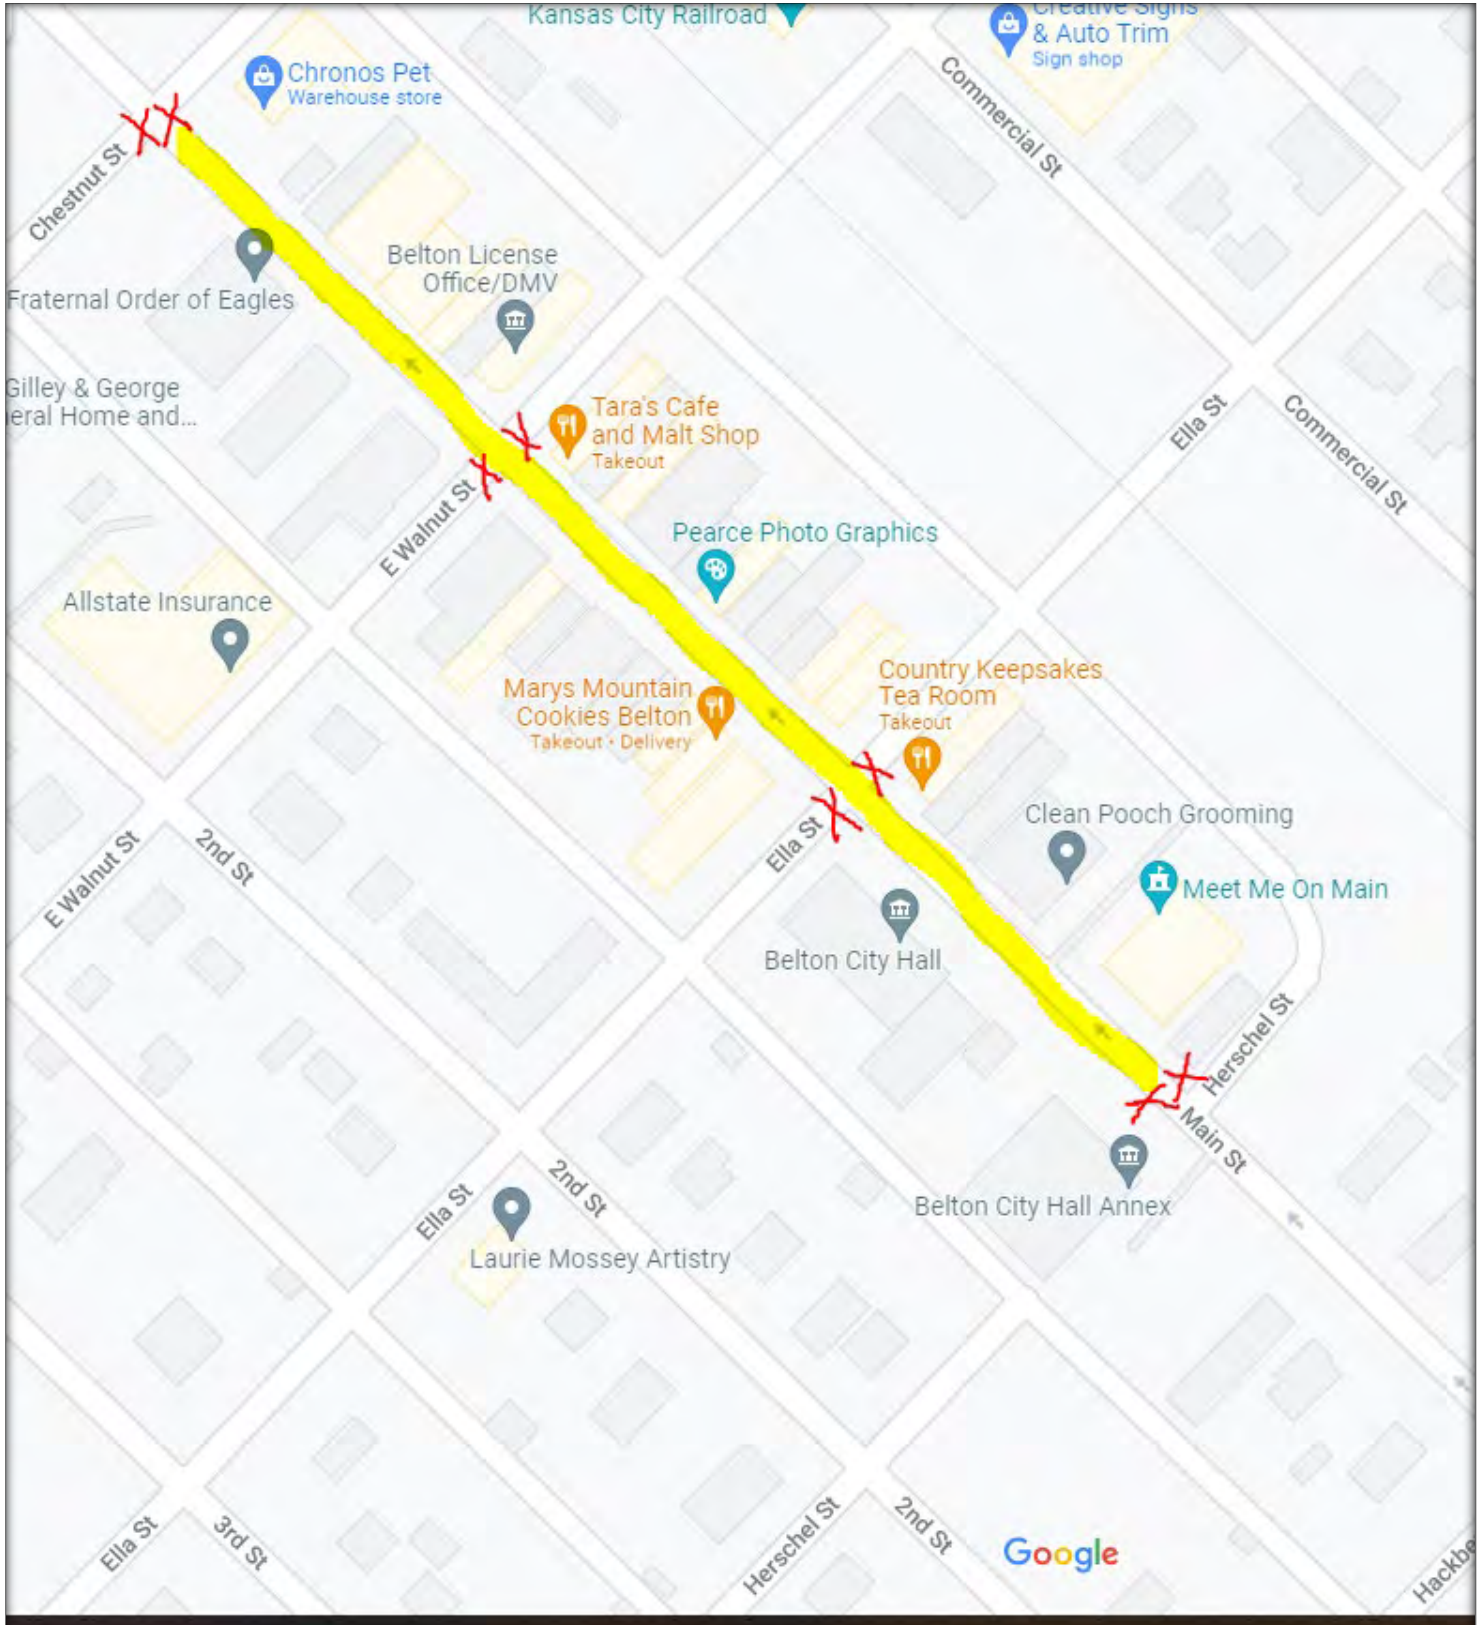 Kansas City Railroad
Creative Signs
& Auto Trim
Sign shop
Chronos Pet
Warehouse store
Commercial St
Chestnut St
Belton License
Office/DMV
Fraternal Order of Eagles
Gilley & George
eral Home and...
Tara's Cafe
and Malt Shop
Takeout
Ella St
Commercial St
E Walnut St
Pearce Photo Graphics
Allstate Insurance
Marys Mountain
Cookies Belton
Takeout • Delivery
Country Keepsakes
Tea Room
Takeout
Clean Pooch Grooming
Ella St
E Walnut St
2nd St
Meet Me On Main
Belton City Hall
Herschel St
Main St
Belton City Hall Annex
2nd St
Ella St
Laurie Mossey Artistry
Ella St
3rd St
Herschel St
2nd St
Google
Hackbe